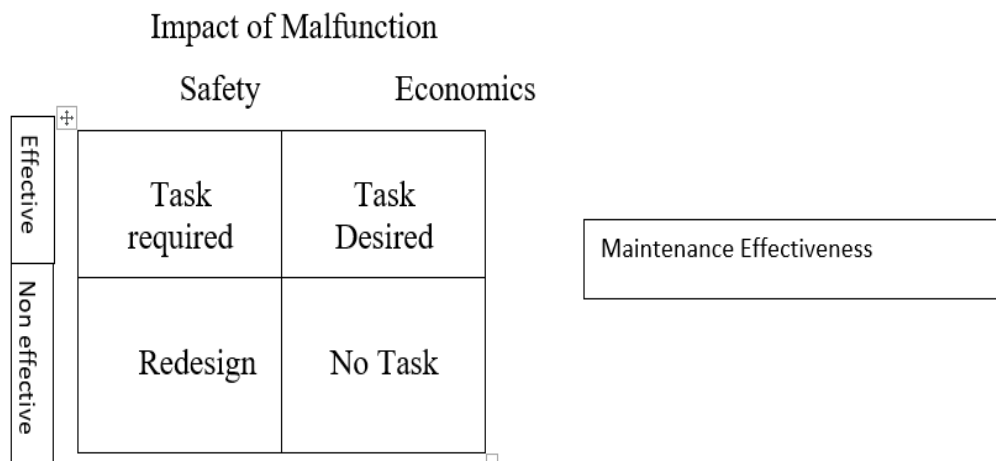 Impact of Malfunction
Safety Economics
Effective
Task
required
Task
Desired
Maintenance Effectiveness
Non effective
Redesign
No Task